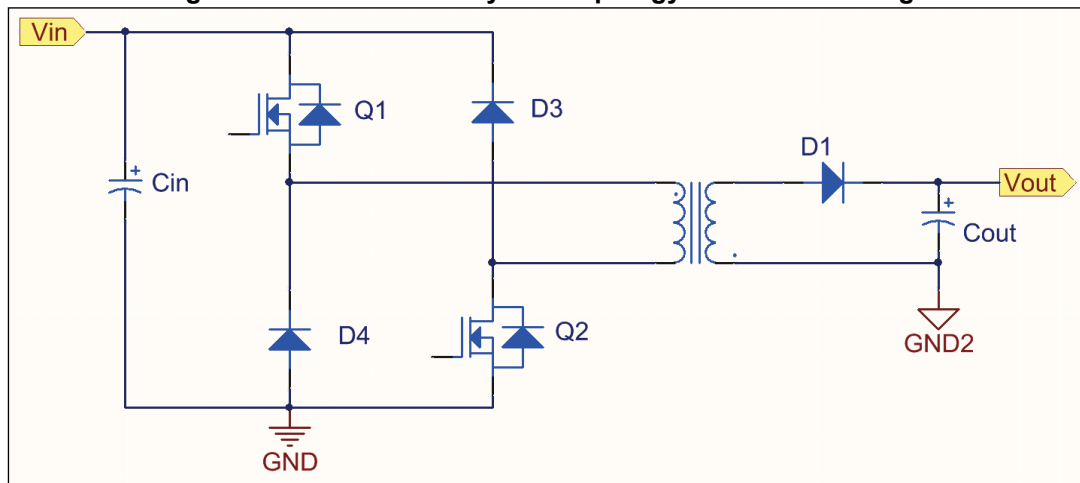 Vin
Q1
D3
D1
Cin
Vout
Cout
D4
Q2
GND2
GND